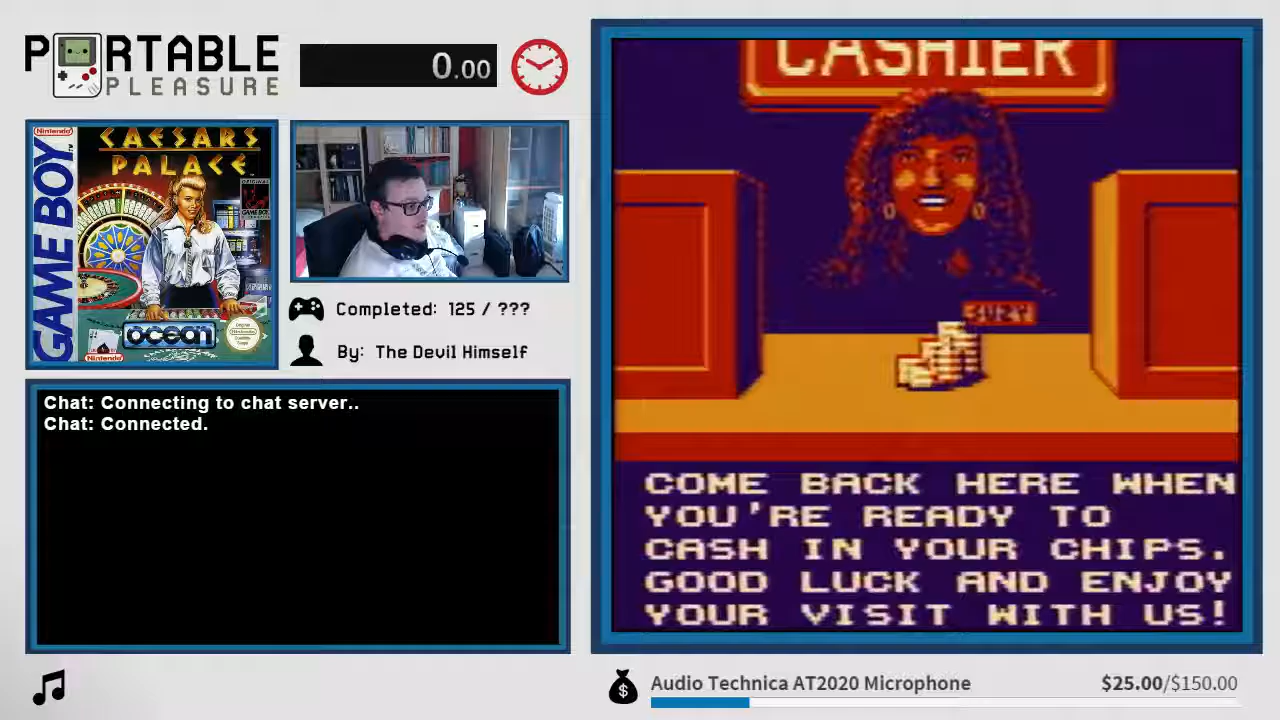 PORTABLE
PLEASURE
0.00
Nintendo
GAME BOY
CAESARS
PALACE
ocean
Nintendo
Completed: 125 / ???
By: The Devil Himself
Chat: Connecting to chat server..
Chat: Connected.
CASHIER
SUZY
COME BACK HERE WHEN
YOU'RE READY TO
CASH IN YOUR CHIPS.
GOOD LUCK AND ENJOY
YOUR VISIT WITH US!
Audio Technica AT2020 Microphone
$25.00/$150.00